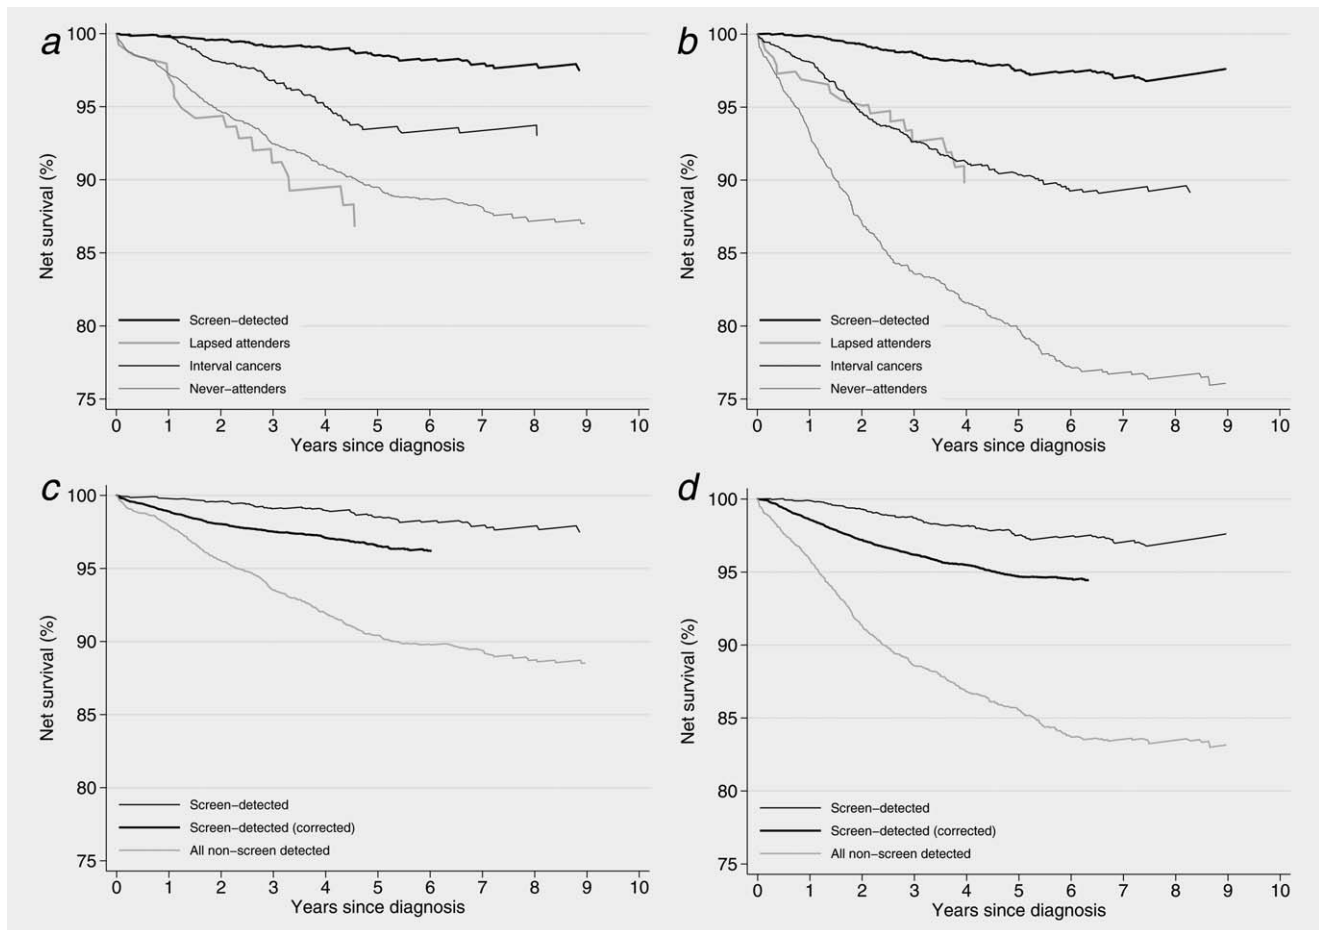 a
100
95
90
85
80
75
Net survival (%)
Screen-detected
Lapsed attenders
Interval cancers
Never-attenders
0 1 2 3 4 5 6 7 8 9 10
Years since diagnosis
b
100
95
90
85
80
75
Net survival (%)
Screen-detected
Lapsed attenders
Interval cancers
Never-attenders
0 1 2 3 4 5 6 7 8 9 10
Years since diagnosis
c
100
95
90
85
80
75
Net survival (%)
Screen-detected
Screen-detected (corrected)
All non-screen detected
0 1 2 3 4 5 6 7 8 9 10
Years since diagnosis
d
100
95
90
85
80
75
Net survival (%)
Screen-detected
Screen-detected (corrected)
All non-screen detected
0 1 2 3 4 5 6 7 8 9 10
Years since diagnosis